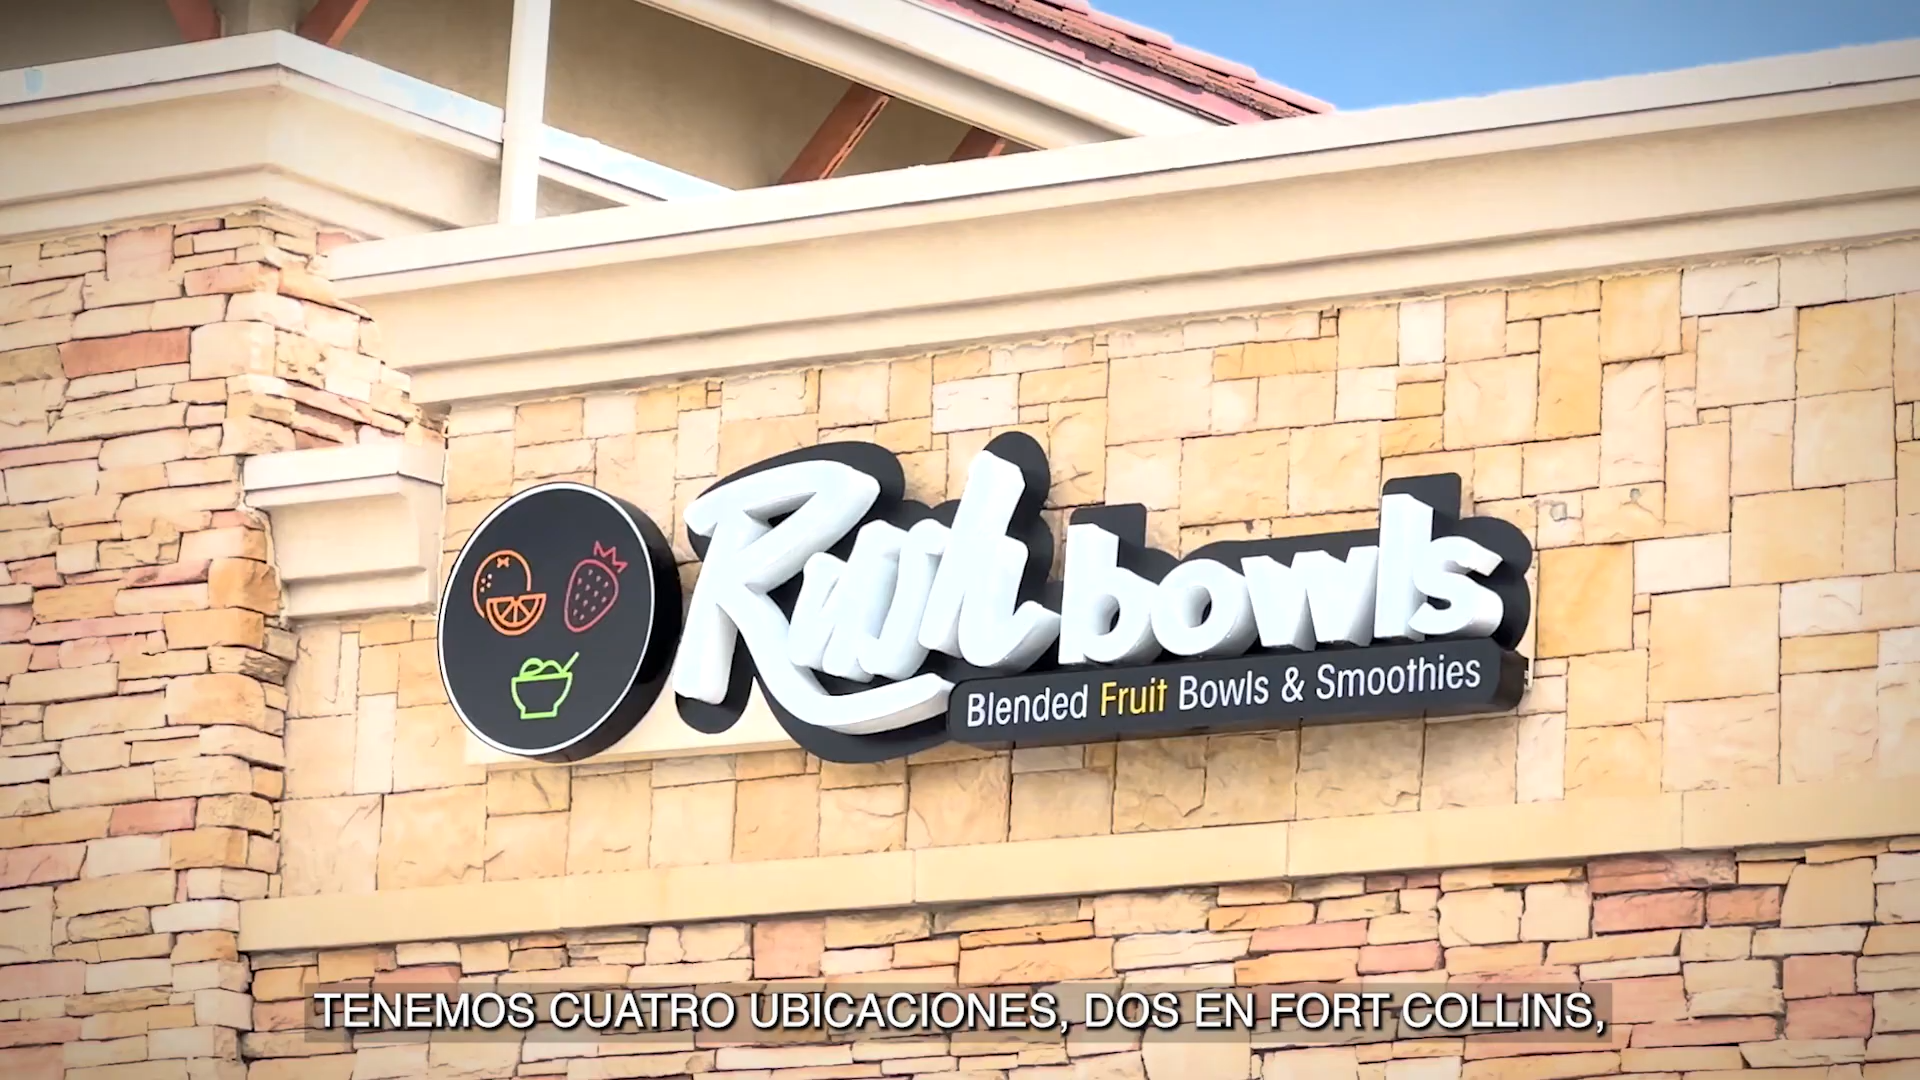 Rush bowls
Blended Fruit Bowls & Smoothies
TENEMOS CUATRO UBICACIONES, DOS EN FORT COLLINS,